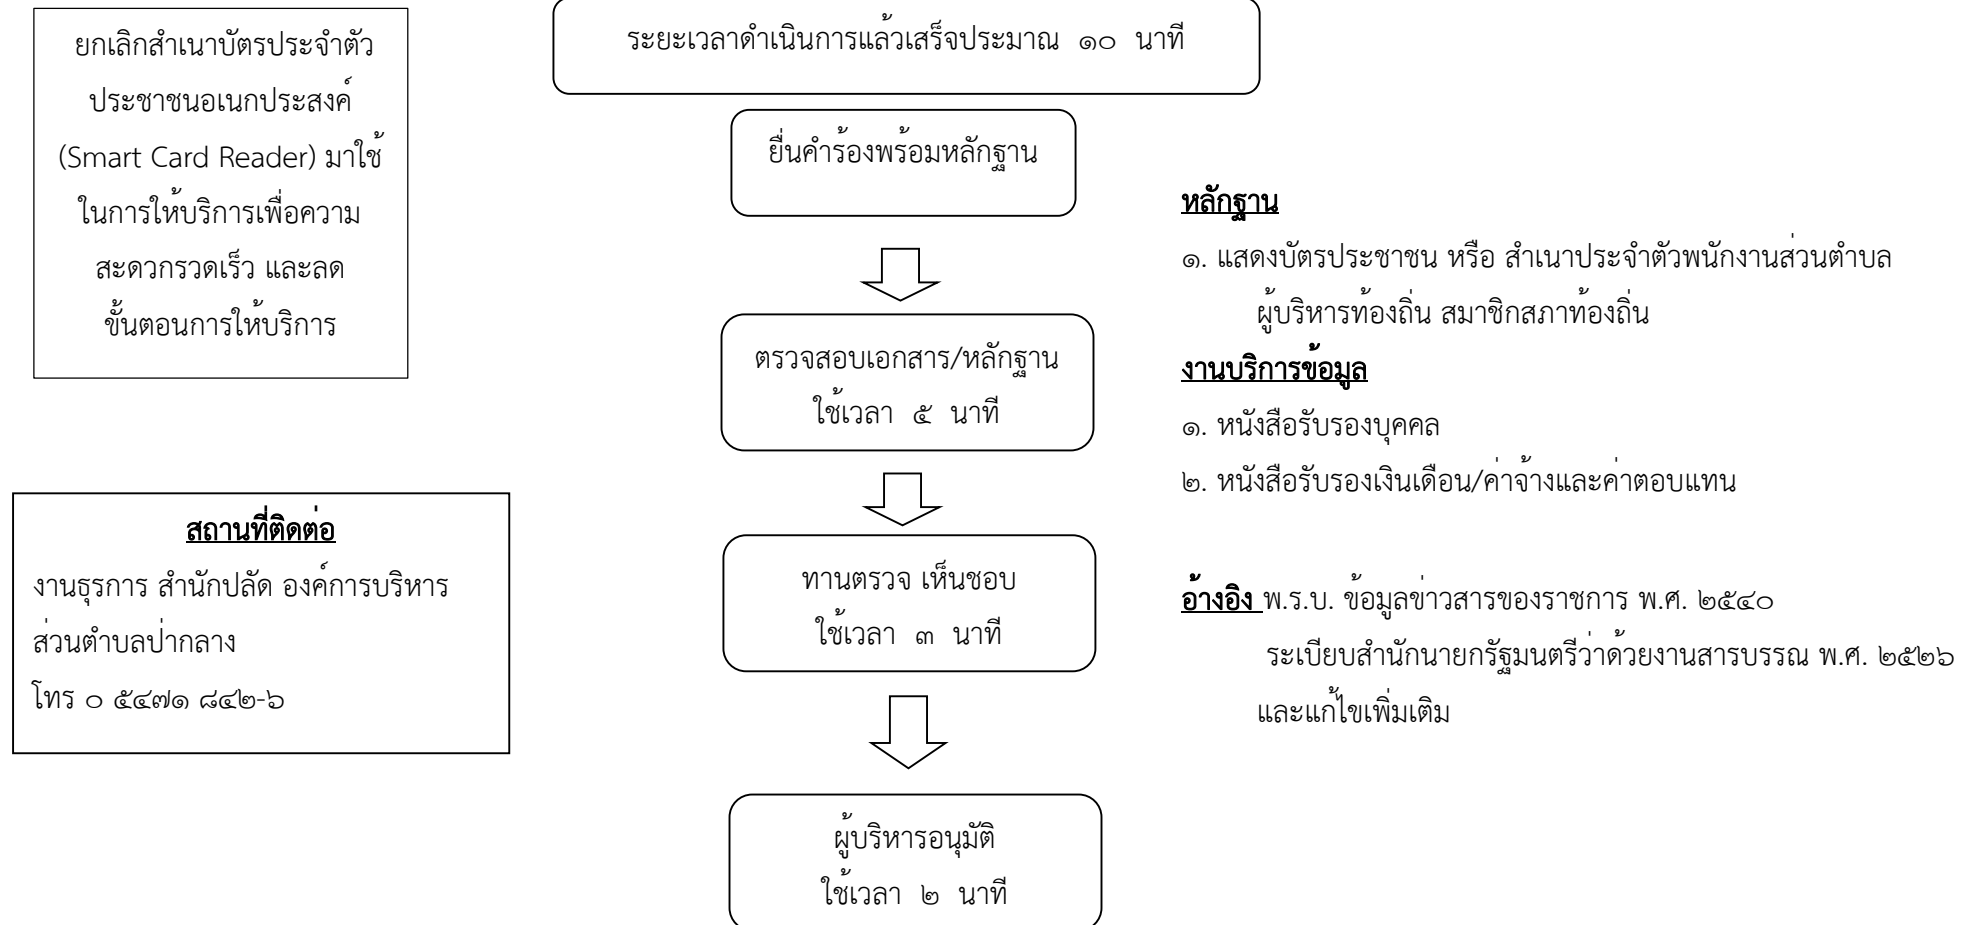 ยกเลิกสำเนาบัตรประจำตัว
ประชาชนอเนกประสงค์
(Smart Card Reader) มาใช้
ในการให้บริการเพื่อความ
สะดวกรวดเร็ว และลด
ขั้นตอนการให้บริการ
สถานที่ติดต่อ
งานธุรการ สำนักปลัด องค์การบริหาร
ส่วนตำบลป่ากลาง
โทร ๐ ๕๔๗๑ ๘๔๒-๖
ระยะเวลาดำเนินการแล้วเสร็จประมาณ ๑๐ นาที
ยื่นคำร้องพร้อมหลักฐาน
ตรวจสอบเอกสาร/หลักฐาน
ใช้เวลา ๕ นาที
ทานตรวจ เห็นชอบ
ใช้เวลา ๓ นาที
ผู้บริหารอนุมัติ
ใช้เวลา ๒ นาที
หลักฐาน
๑. แสดงบัตรประชาชน หรือ สำเนาประจำตัวพนักงานส่วนตำบล
ผู้บริหารท้องถิ่น สมาชิกสภาท้องถิ่น
งานบริการข้อมูล
๑. หนังสือรับรองบุคคล
๒. หนังสือรับรองเงินเดือน/ค่าจ้างและค่าตอบแทน
อ้างอิง พ.ร.บ. ข้อมูลข่าวสารของราชการ พ.ศ. ๒๕๔๐
ระเบียบสำนักนายกรัฐมนตรีว่าด้วยงานสารบรรณ พ.ศ. ๒๕๒๖
และแก้ไขเพิ่มเติม